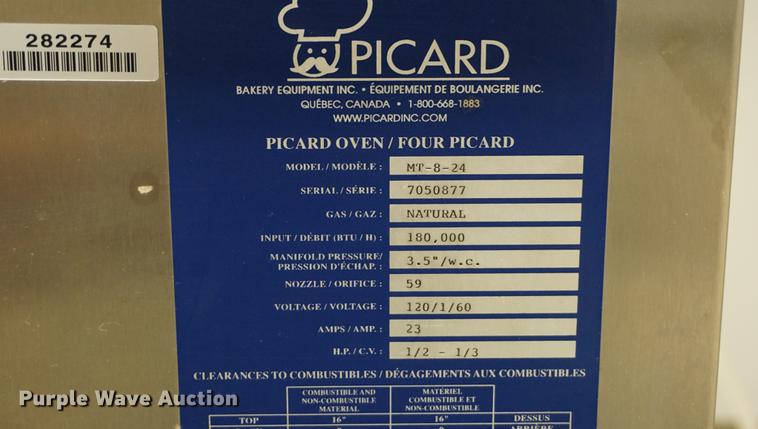 282274
PICARD
BAKERY EQUIPMENT INC. • ÉQUIPEMENT DE BOULANGERIE INC.
QUÉBEC, CANADA • 1-800-668-1883
WWW.PICARDINC.COM
PICARD OVEN / FOUR PICARD
MODEL / MODÈLE : MT-8-24
SERIAL / SÉRIE : 7050877
GAS / GAZ : NATURAL
INPUT / DÉBIT (BTU / H) : 180,000
MANIFOLD PRESSURE/
PRESSION D'ÉCHAP. : 3.5"/w.c.
NOZZLE / ORIFICE : 59
VOLTAGE / VOLTAGE : 120/1/60
AMPS / AMP. : 23
H.P. / C.V. : 1/2 - 1/3
CLEARANCES TO COMBUSTIBLES / DÉGAGEMENTS AUX COMBUSTIBLES
COMBUSTIBLE AND MATÉRIEL
NON-COMBUSTIBLE COMBUSTIBLE ET
MATERIAL NON-COMBUSTIBLE
TOP 16" 16" DESSUS
ARRIÈRE
Purple Wave Auction